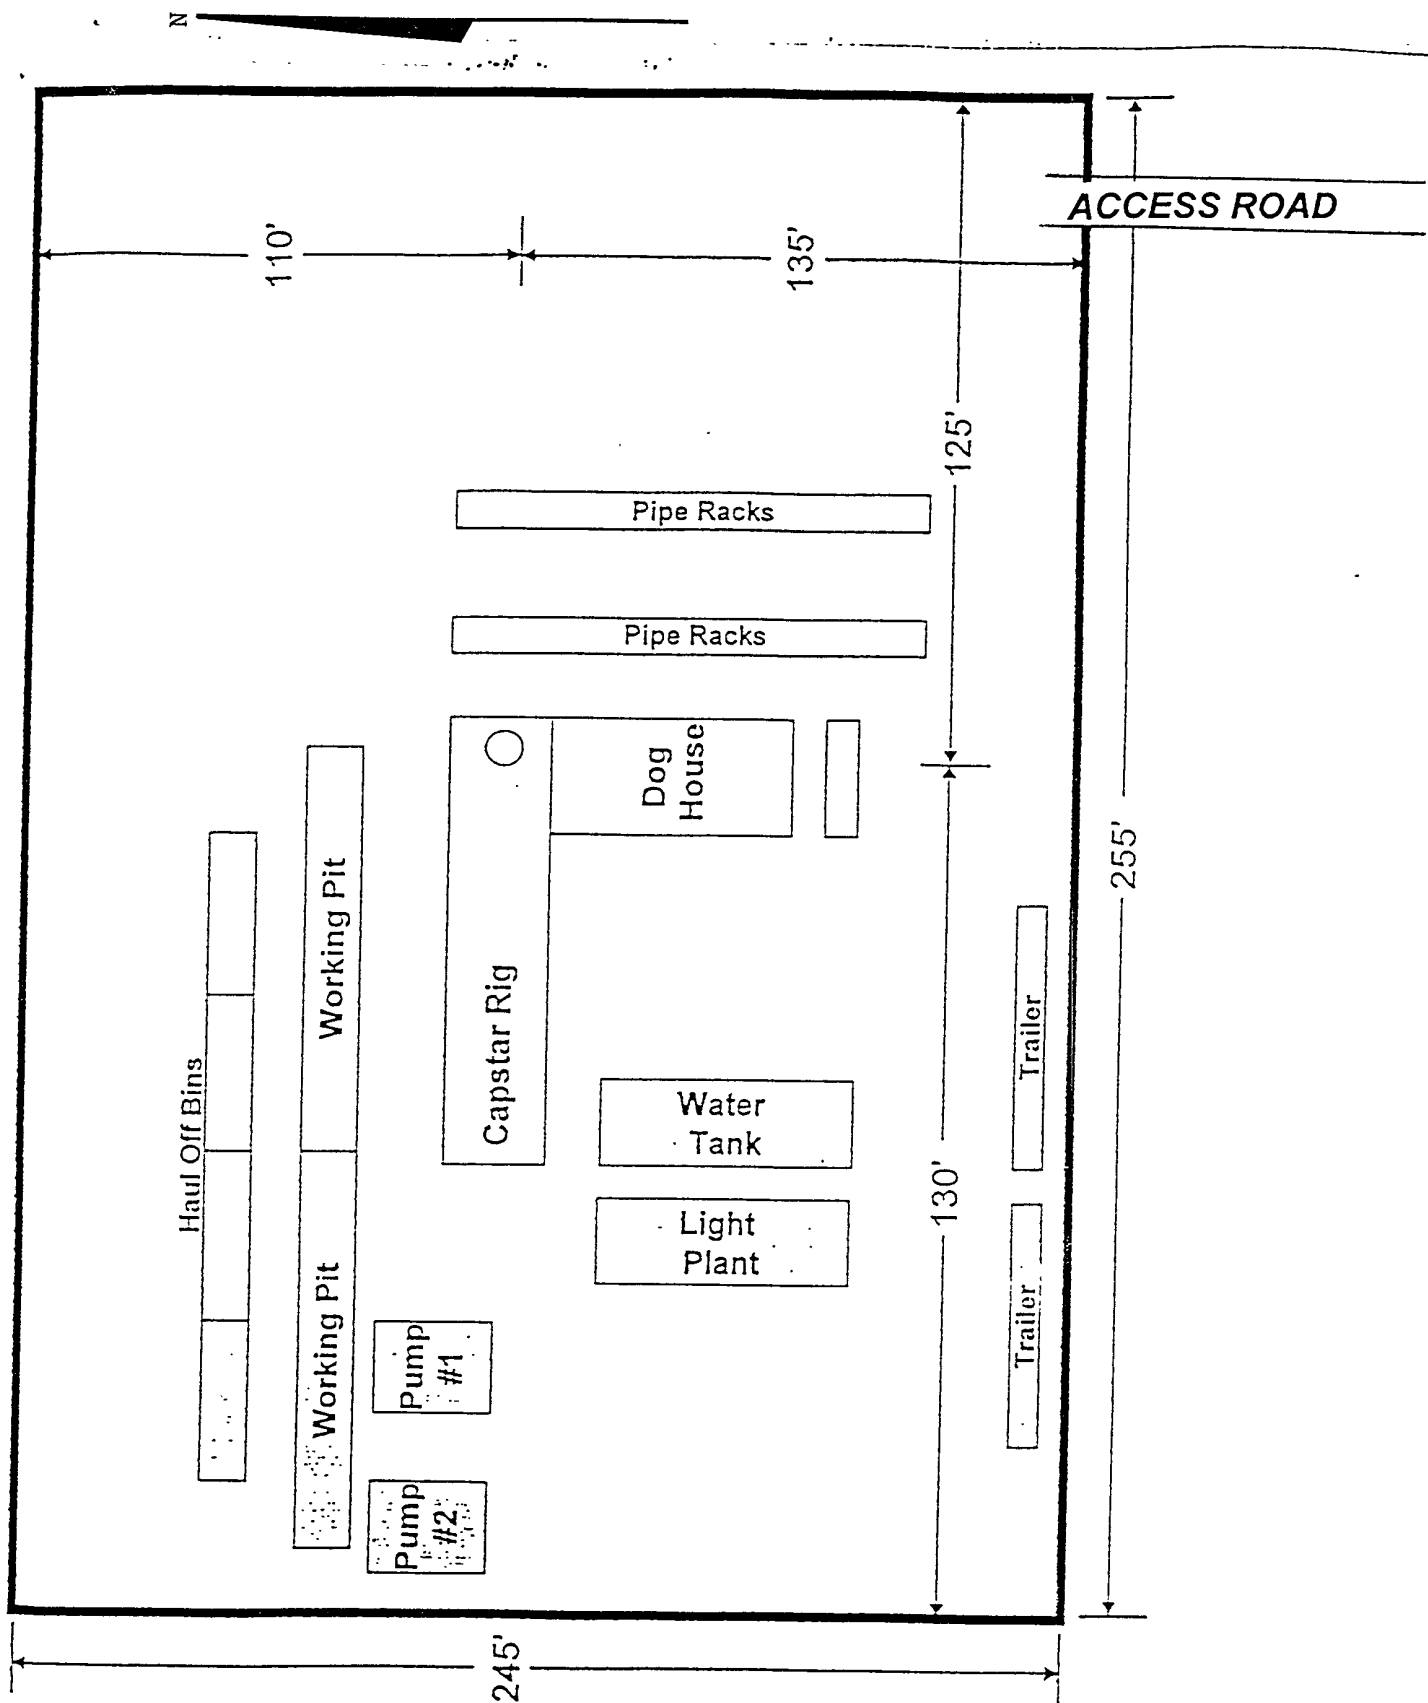 N
ACCESS ROAD
110'
135'
125'
Pipe Racks
Pipe Racks
Dog
House
255'
Working Pit
Capstar Rig
Trailer
Haul Off Bins
Water
Tank
130'
Light
Plant
Working Pit
Pump
#1
Trailer
Pump
#2
245'